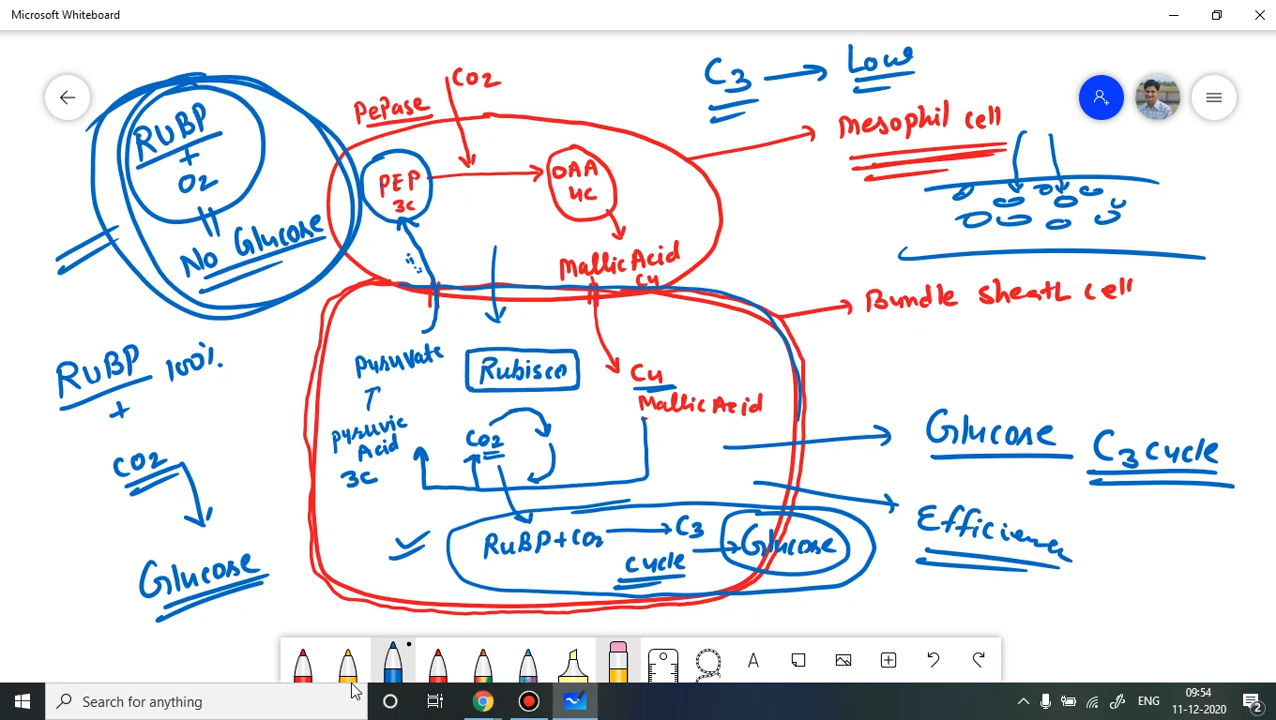 Microsoft Whiteboard
RUBP
+
O2
No Glucose
CO2
PePase
PEP
3C
OAA
4C
Mallic Acid
C4
C3 → Low
Mesophil cell
Bundle sheath cell
RuBP 100%
+
CO2
Glucose
Pyruvate
Pyruvic
Acid
3C
Rubisco
CO2
C4
Mallic Acid
RuBP + CO2 → C3
cycle → Glucose
Glucose
C3 cycle
Efficiency
A
Search for anything
ENG
09:54
11-12-2020
2